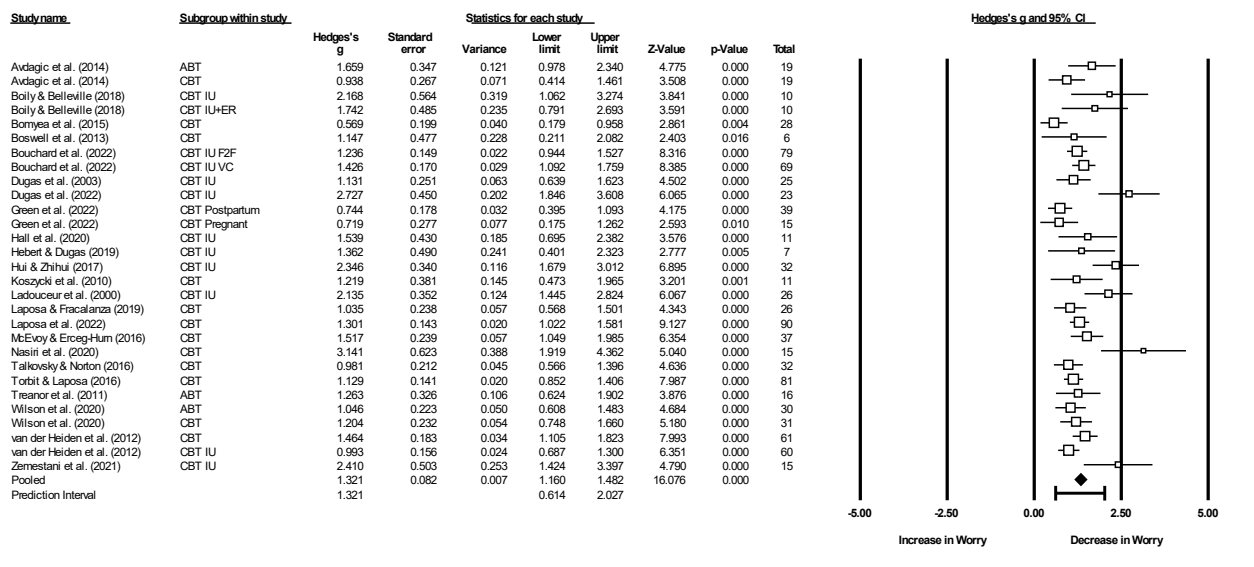 Study name Subgroup within study Statistics for each study Hedges's g and 95% CI
Hedges's g Standard error Variance Lower limit Upper limit Z-Value p-Value Total
Avdagic et al. (2014) ABT 1.659 0.347 0.121 0.978 2.340 4.775 0.000 19
Avdagic et al. (2014) CBT 0.938 0.267 0.071 0.414 1.461 3.508 0.000 19
Boily & Belleville (2018) CBT IU 2.168 0.564 0.319 1.062 3.274 3.841 0.000 10
Boily & Belleville (2018) CBT IU+ER 1.742 0.485 0.235 0.791 2.693 3.591 0.000 10
Bomyea et al. (2015) CBT 0.569 0.199 0.040 0.179 0.958 2.861 0.004 28
Boswell et al. (2013) CBT 1.147 0.477 0.228 0.211 2.082 2.403 0.016 6
Bouchard et al. (2022) CBT IU F2F 1.236 0.149 0.022 0.944 1.527 8.316 0.000 79
Bouchard et al. (2022) CBT IU VC 1.426 0.170 0.029 1.092 1.759 8.385 0.000 69
Dugas et al. (2003) CBT IU 1.131 0.251 0.063 0.639 1.623 4.502 0.000 25
Dugas et al. (2022) CBT IU 2.727 0.450 0.202 1.846 3.608 6.065 0.000 23
Green et al. (2022) CBT Postpartum 0.744 0.178 0.032 0.395 1.093 4.175 0.000 39
Green et al. (2022) CBT Pregnant 0.719 0.277 0.077 0.175 1.262 2.593 0.010 15
Hall et al. (2020) CBT IU 1.539 0.430 0.185 0.695 2.382 3.576 0.000 11
Hebert & Dugas (2019) CBT IU 1.362 0.490 0.241 0.401 2.323 2.777 0.005 7
Hui & Zhihui (2017) CBT IU 2.346 0.340 0.116 1.679 3.012 6.895 0.000 32
Koszycki et al. (2010) CBT 1.219 0.381 0.145 0.473 1.965 3.201 0.001 11
Ladouceur et al. (2000) CBT IU 2.135 0.352 0.124 1.445 2.824 6.067 0.000 26
Laposa & Fracalanza (2019) CBT 1.035 0.238 0.057 0.568 1.501 4.343 0.000 26
Laposa et al. (2022) CBT 1.301 0.143 0.020 1.022 1.581 9.127 0.000 90
McEvoy & Erceg-Hurn (2016) CBT 1.517 0.239 0.057 1.049 1.985 6.354 0.000 37
Nasiri et al. (2020) CBT 3.141 0.623 0.388 1.919 4.362 5.040 0.000 15
Talkovsky & Norton (2016) CBT 0.981 0.212 0.045 0.566 1.396 4.636 0.000 32
Torbit & Laposa (2016) CBT 1.129 0.141 0.020 0.852 1.406 7.987 0.000 81
Treanor et al. (2011) ABT 1.263 0.326 0.106 0.624 1.902 3.876 0.000 16
Wilson et al. (2020) ABT 1.046 0.223 0.050 0.608 1.483 4.684 0.000 30
Wilson et al. (2020) CBT 1.204 0.232 0.054 0.748 1.660 5.180 0.000 31
van der Heiden et al. (2012) CBT 1.464 0.183 0.034 1.105 1.823 7.993 0.000 61
van der Heiden et al. (2012) CBT IU 0.993 0.156 0.024 0.687 1.300 6.351 0.000 60
Zemestani et al. (2021) CBT IU 2.410 0.503 0.253 1.424 3.397 4.790 0.000 15
Pooled 1.321 0.082 0.007 1.160 1.482 16.076 0.000
Prediction Interval 1.321 0.614 2.027
-5.00 -2.50 0.00 2.50 5.00
Increase in Worry Decrease in Worry